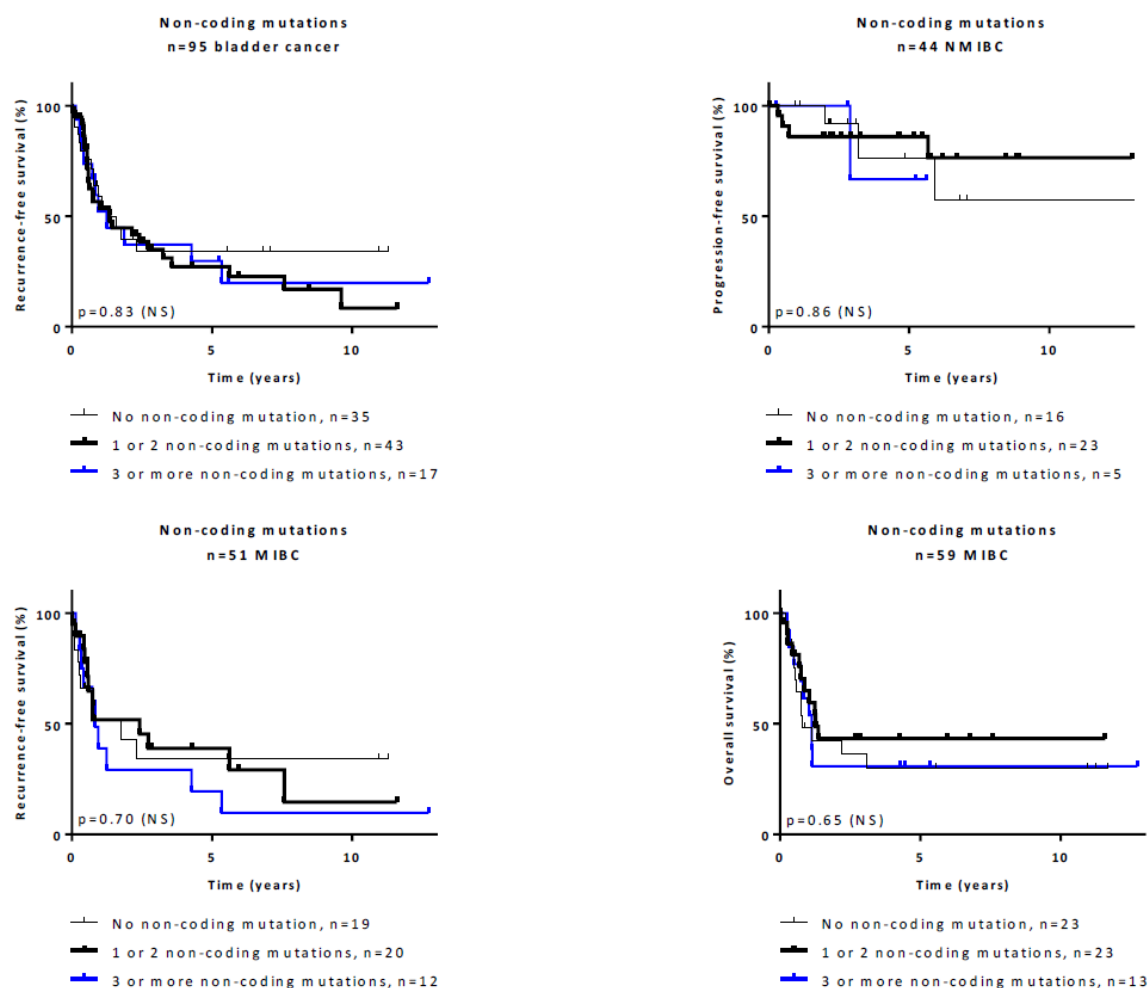 Non-coding mutations
n=95 bladder cancer
Recurrence-free survival (%)
100
50
0
p=0.83 (NS)
0 5 10
Time (years)
No non-coding mutation, n=35
1 or 2 non-coding mutations, n=43
3 or more non-coding mutations, n=17
Non-coding mutations
n=44 NMIBC
Progression-free survival (%)
100
50
0
p=0.86 (NS)
0 5 10
Time (years)
No non-coding mutation, n=16
1 or 2 non-coding mutations, n=23
3 or more non-coding mutations, n=5
Non-coding mutations
n=51 MIBC
Recurrence-free survival (%)
100
50
0
p=0.70 (NS)
0 5 10
Time (years)
No non-coding mutation, n=19
1 or 2 non-coding mutations, n=20
3 or more non-coding mutations, n=12
Non-coding mutations
n=59 MIBC
Overall survival (%)
100
50
0
p=0.65 (NS)
0 5 10
Time (years)
No non-coding mutation, n=23
1 or 2 non-coding mutations, n=23
3 or more non-coding mutations, n=13